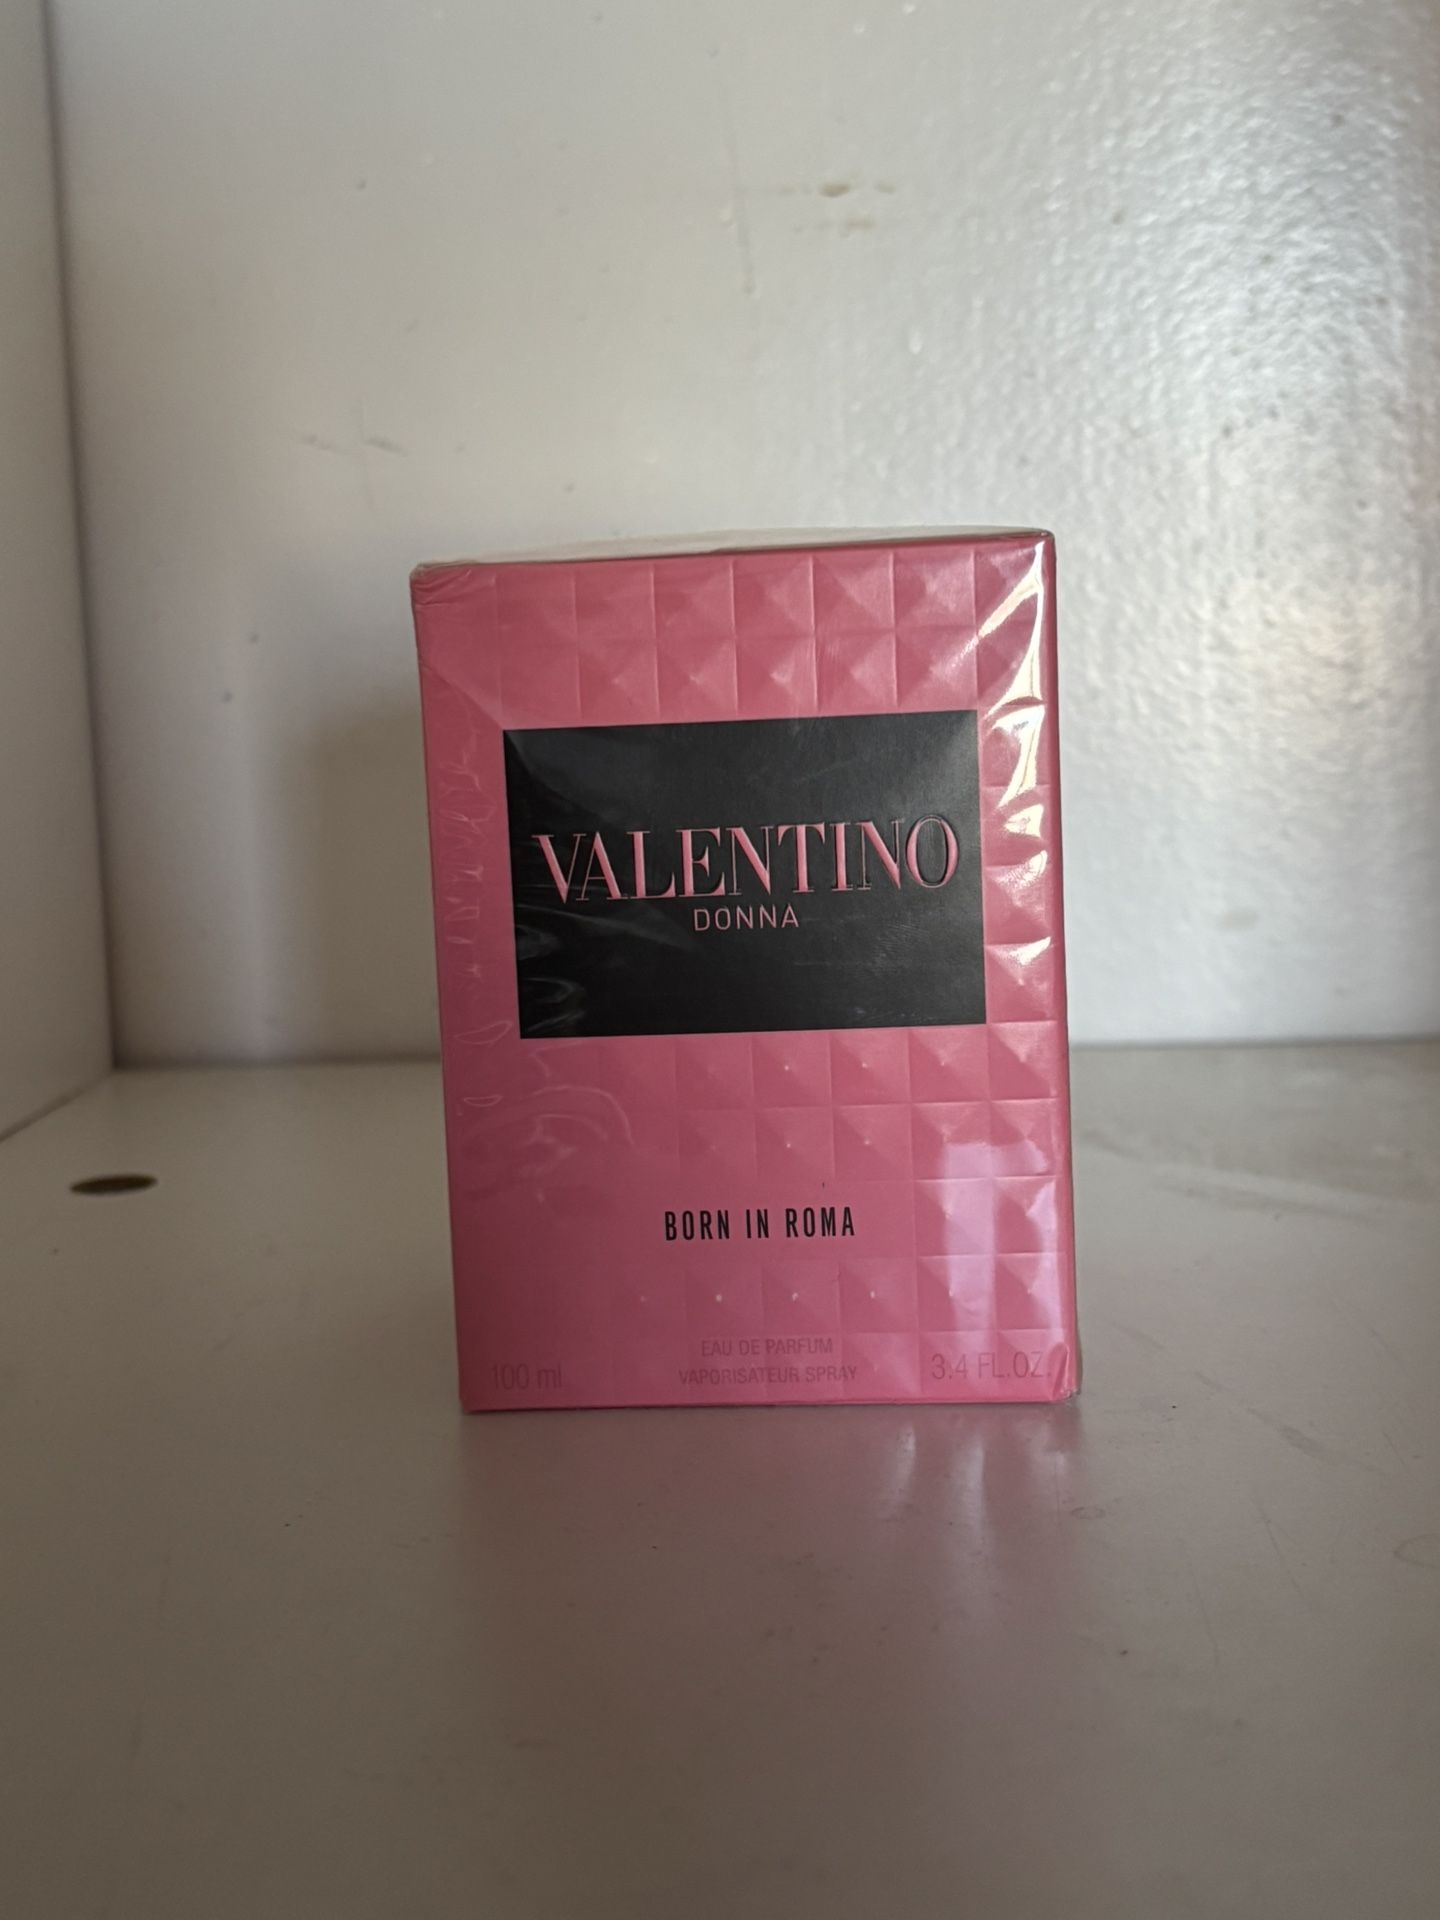 VALENTINO
DONNA
BORN IN ROMA
EAU DE PARFUM
100 ml VAPORISATEUR SPRAY 3.4 FL.OZ.